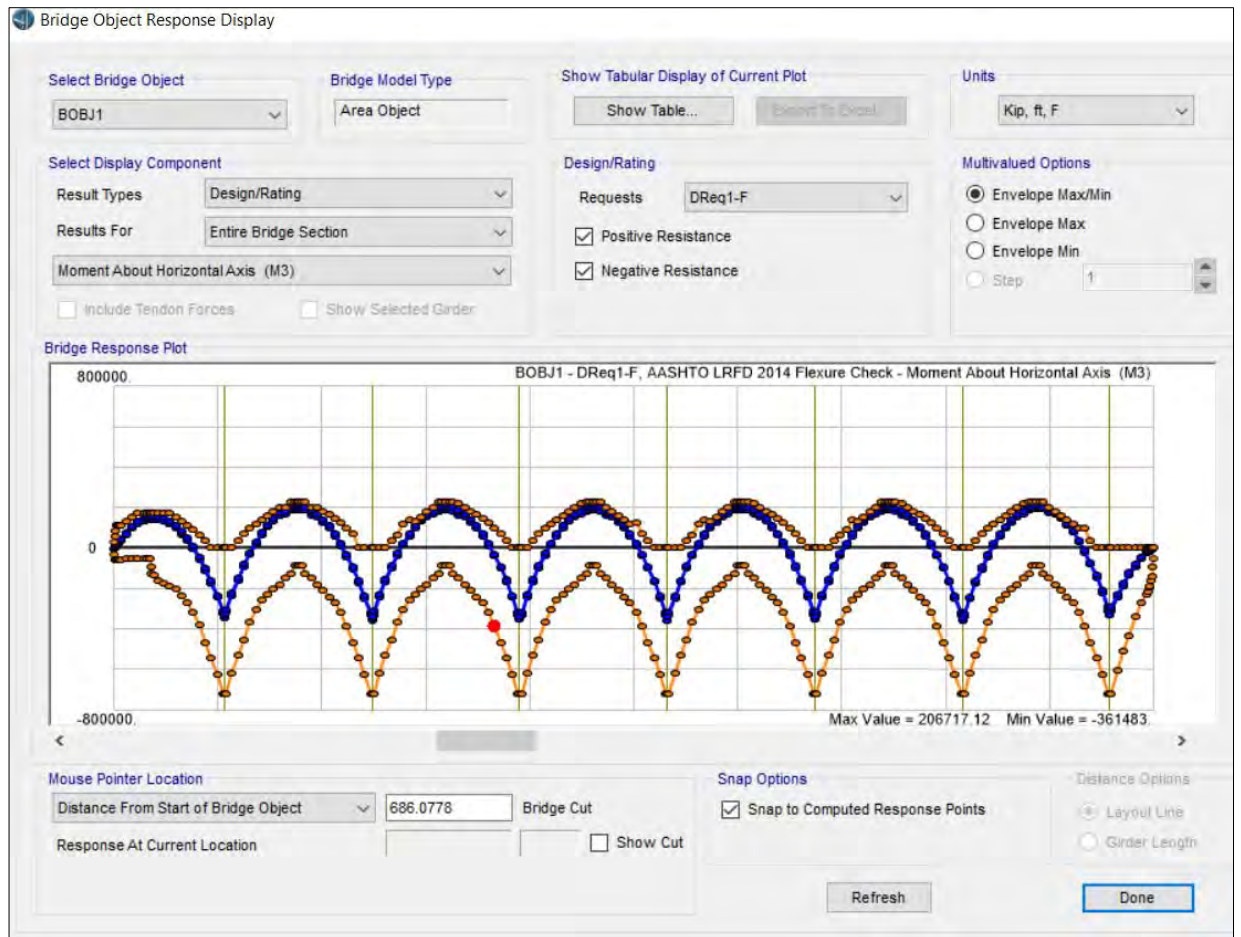 Bridge Object Response Display
Select Bridge Object
BOBJ1
Bridge Model Type
Area Object
Show Tabular Display of Current Plot
Show Table...
Export To Excel...
Units
Kip, ft, F
Select Display Component
Result Types
Design/Rating
Results For
Entire Bridge Section
Moment About Horizontal Axis (M3)
Include Tendon Forces
Show Selected Girder
Design/Rating
Requests
DReq1-F
Positive Resistance
Negative Resistance
Multivalued Options
Envelope Max/Min
Envelope Max
Envelope Min
Step
1
Bridge Response Plot
BOBJ1 - DReq1-F, AASHTO LRFD 2014 Flexure Check - Moment About Horizontal Axis (M3)
800000.
0
-800000.
Max Value = 206717.12 Min Value = -361483.
Mouse Pointer Location
Distance From Start of Bridge Object
686.0778
Bridge Cut
Response At Current Location
Show Cut
Snap Options
Snap to Computed Response Points
Distance Options
Layout Line
Girder Length
Refresh
Done